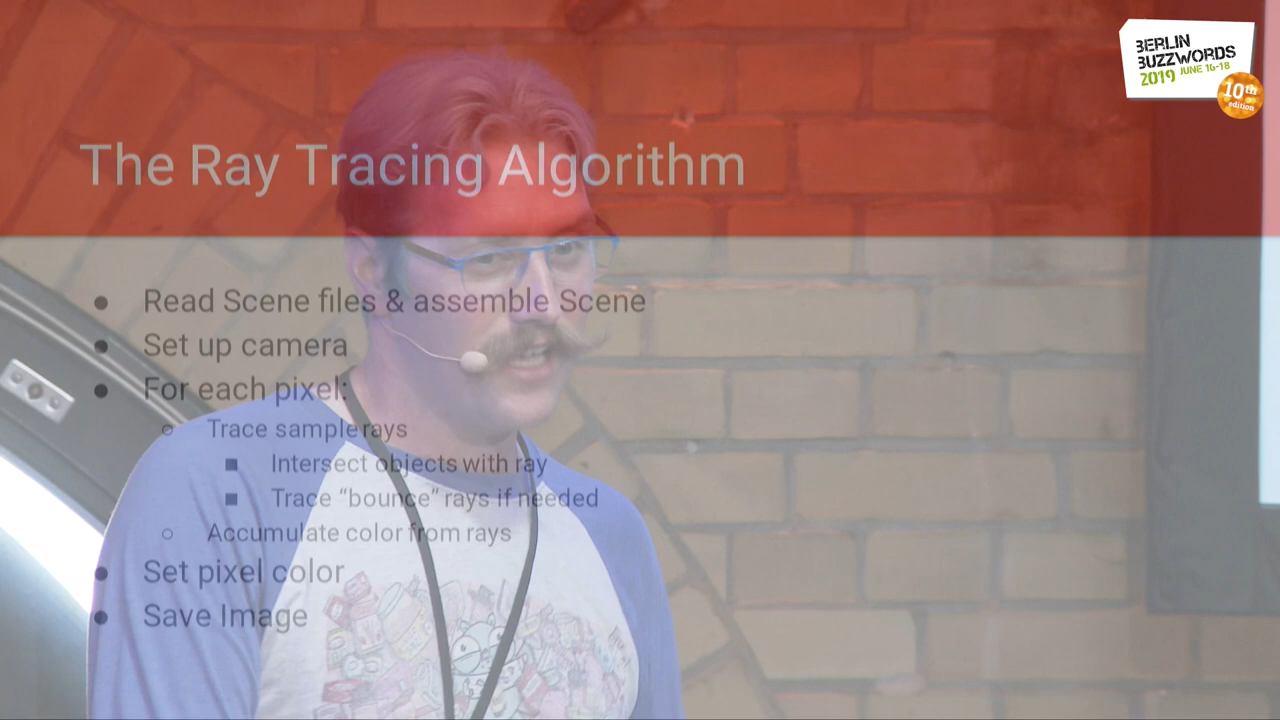 BERLIN
BUZZWORDS
2019 JUNE 16-18
10th
edition
The Ray Tracing Algorithm
● Read Scene files & assemble Scene
● Set up camera
● For each pixel:
○ Trace sample rays
■ Intersect objects with ray
■ Trace “bounce” rays if needed
○ Accumulate color from rays
● Set pixel color
● Save Image